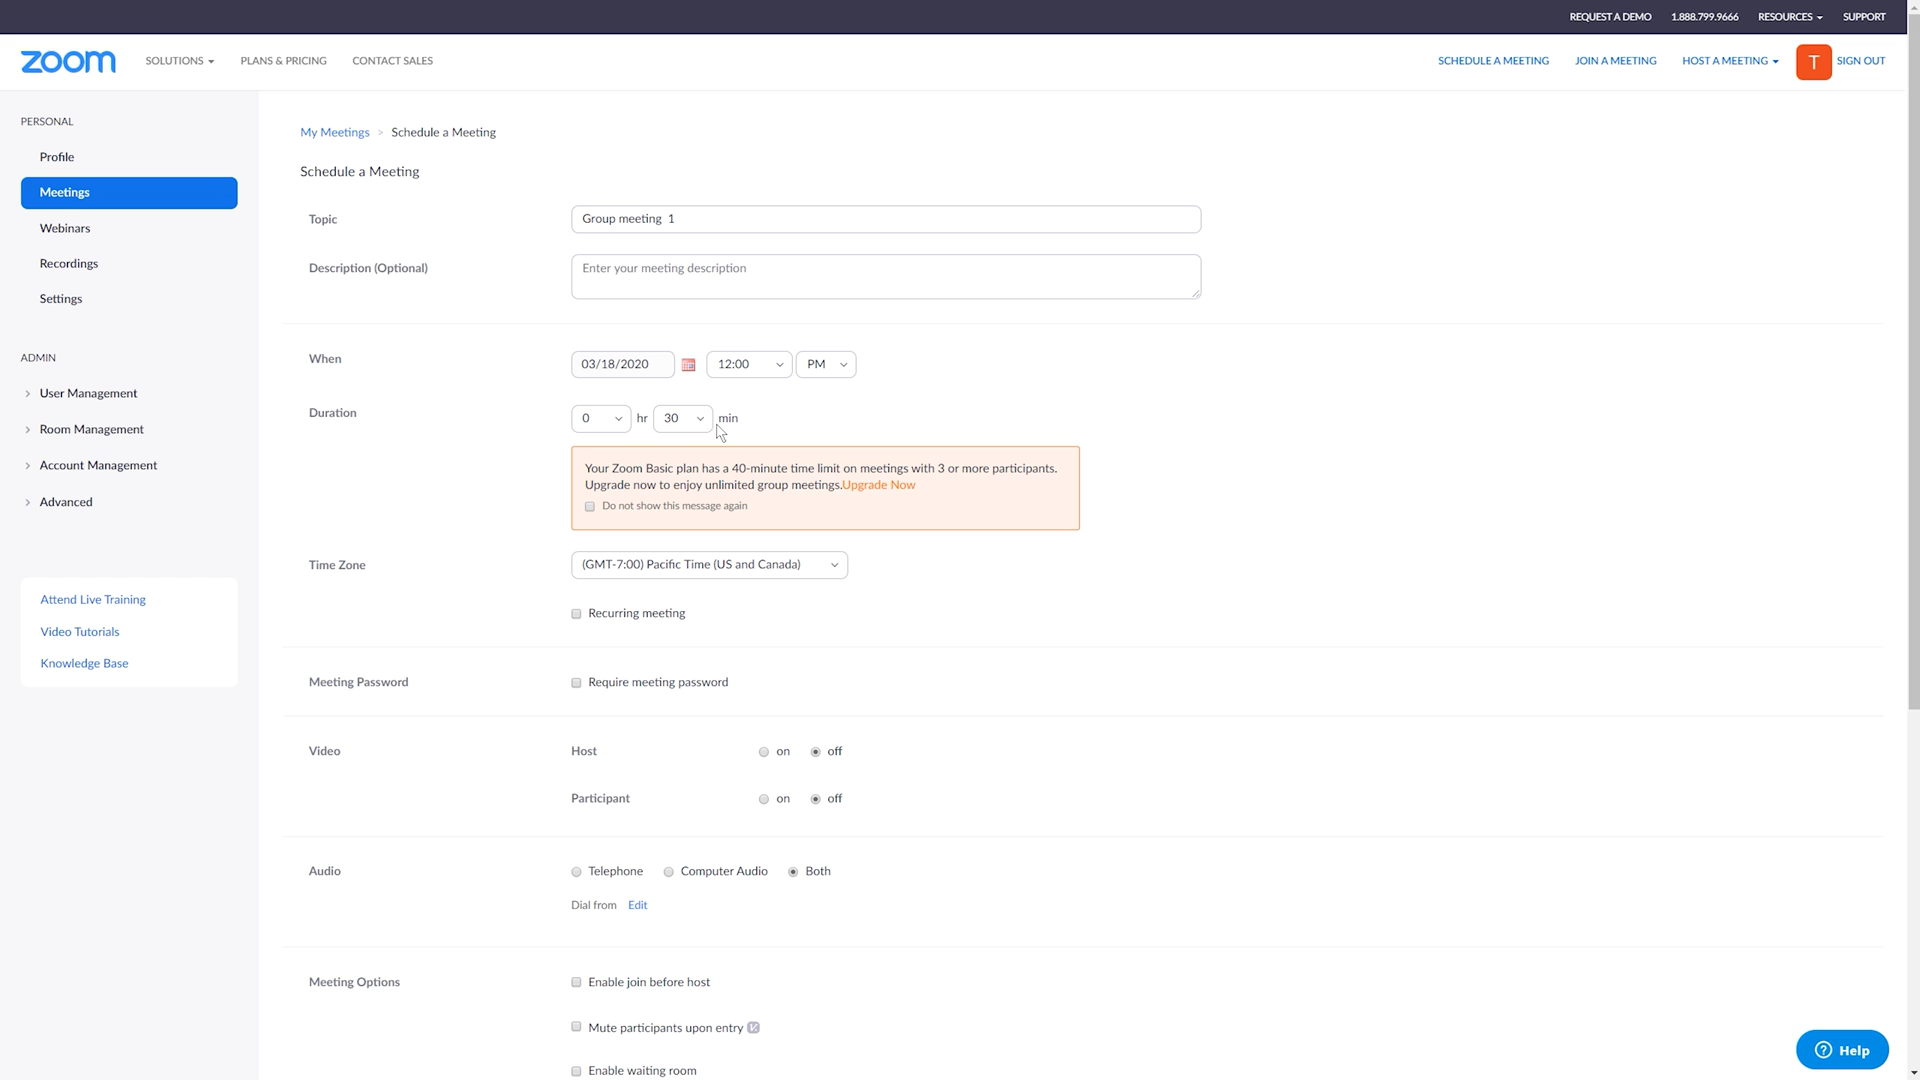 REQUEST A DEMO 1.888.799.9666 RESOURCES SUPPORT
zoom SOLUTIONS PLANS & PRICING CONTACT SALES SCHEDULE A MEETING JOIN A MEETING HOST A MEETING T SIGN OUT
PERSONAL
Profile
Meetings
Webinars
Recordings
Settings
ADMIN
User Management
Room Management
Account Management
Advanced
Attend Live Training
Video Tutorials
Knowledge Base
My Meetings > Schedule a Meeting
Schedule a Meeting
Topic Group meeting 1
Description (Optional) Enter your meeting description
When 03/18/2020 12:00 PM
Duration 0 hr 30 min
Your Zoom Basic plan has a 40-minute time limit on meetings with 3 or more participants.
Upgrade now to enjoy unlimited group meetings.Upgrade Now
Do not show this message again
Time Zone (GMT-7:00) Pacific Time (US and Canada)
Recurring meeting
Meeting Password Require meeting password
Video Host on off
Participant on off
Audio Telephone Computer Audio Both
Dial from Edit
Meeting Options Enable join before host
Mute participants upon entry
Enable waiting room
Help